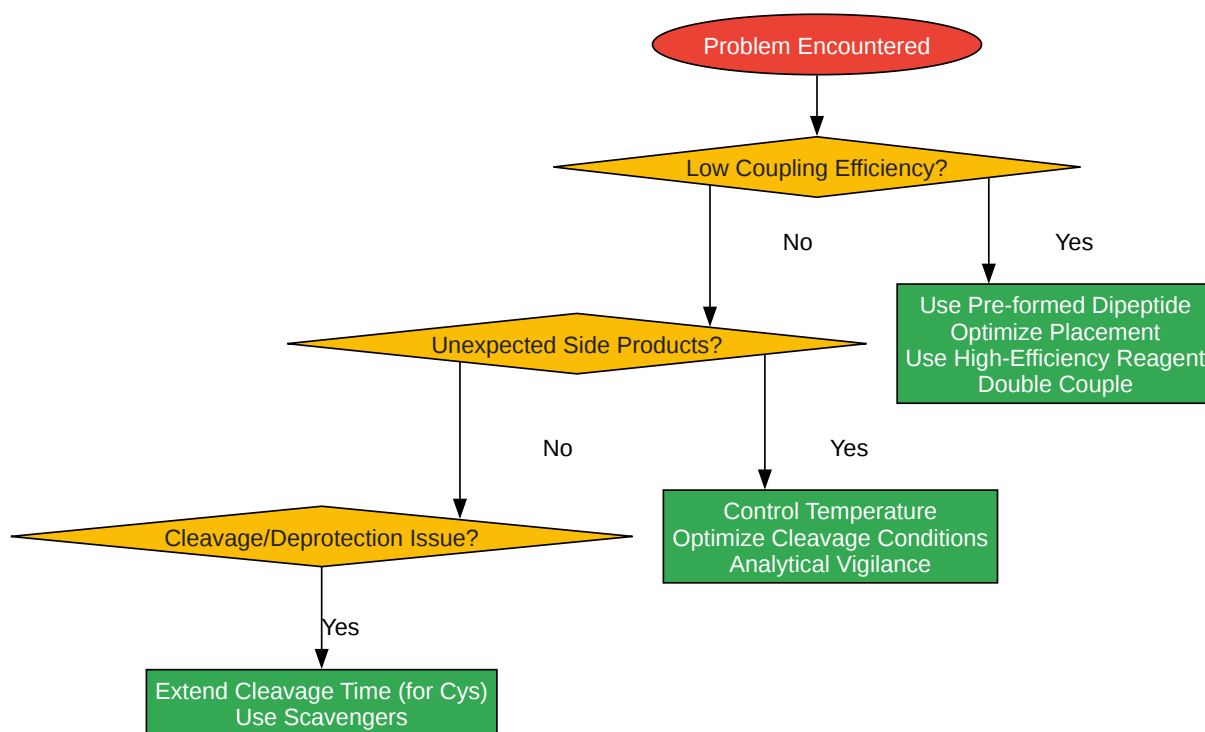 Problem Encountered
Low Coupling Efficiency?
No
Yes
Use Pre-formed Dipeptide
Optimize Placement
Use High-Efficiency Reagent
Double Couple
Unexpected Side Products?
No
Yes
Control Temperature
Optimize Cleavage Conditions
Analytical Vigilance
Cleavage/Deprotection Issue?
Yes
Extend Cleavage Time (for Cys)
Use Scavengers